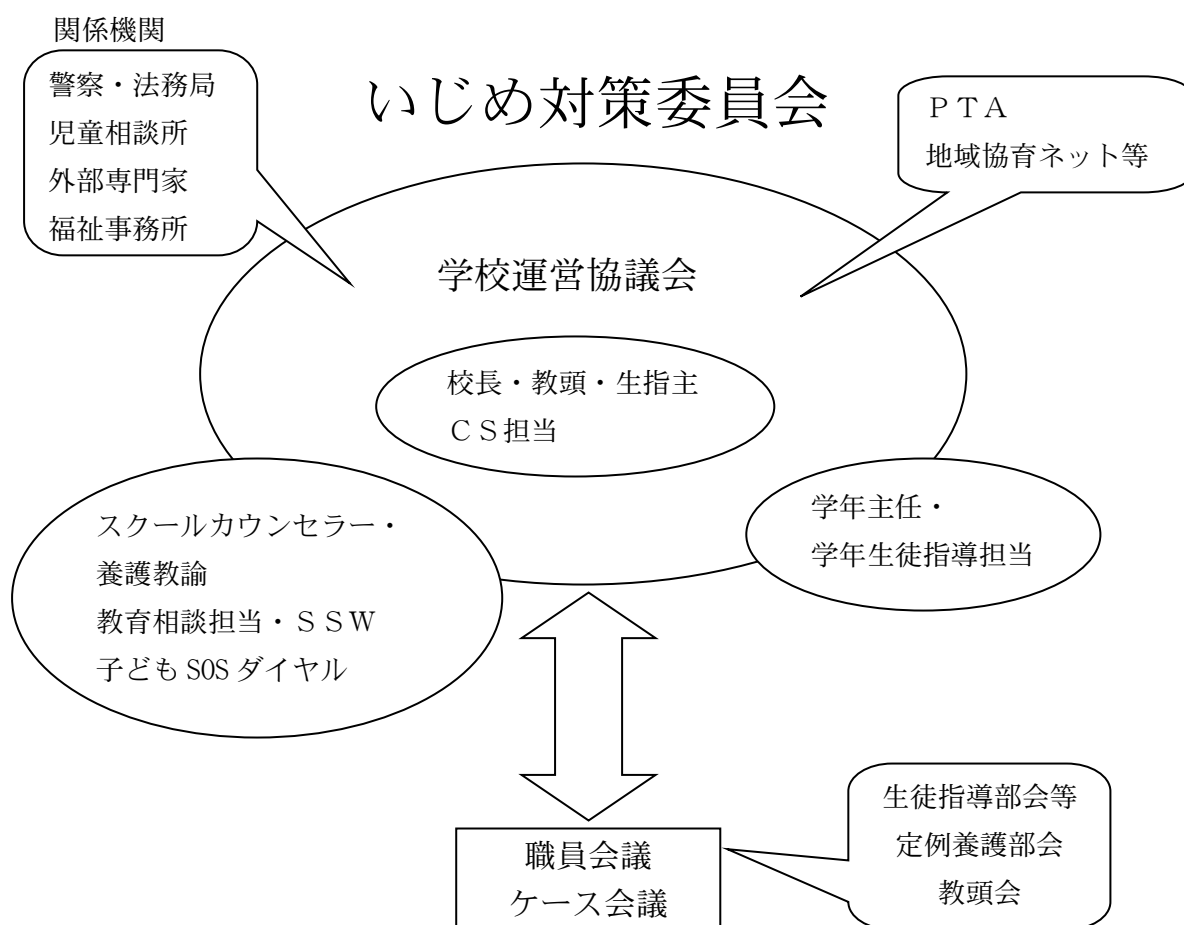 関係機関
警察・法務局
児童相談所
外部専門家
福祉事務所
いじめ対策委員会
ＰＴＡ
地域協育ネット等
学校運営協議会
校長・教頭・生指主
ＣＳ担当
スクールカウンセラー・
養護教諭
教育相談担当・ＳＳＷ
子ども SOS ダイヤル
学年主任・
学年生徒指導担当
職員会議
ケース会議
生徒指導部会等
定例養護部会
教頭会